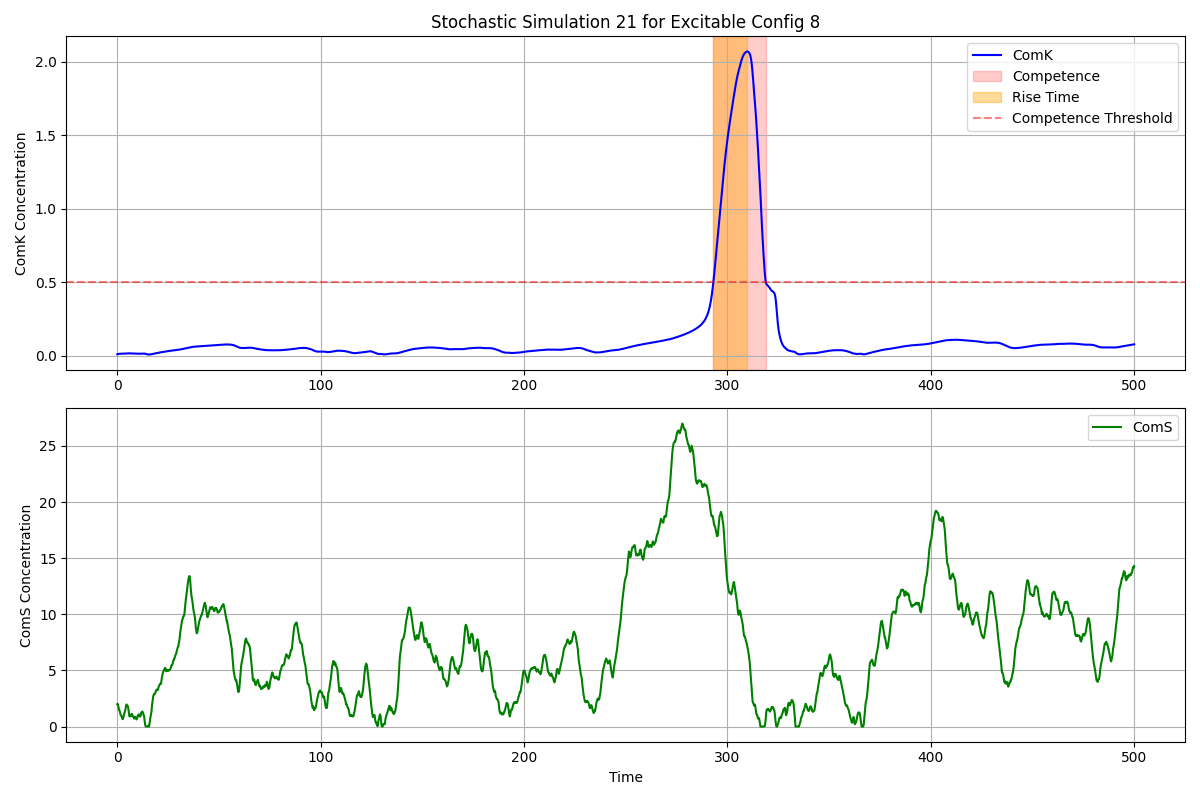 Stochastic Simulation 21 for Excitable Config 8
ComK Concentration
2.0
1.5
1.0
0.5
0.0
ComK
Competence
Rise Time
Competence Threshold
0 100 200 300 400 500
ComS Concentration
25
20
15
10
5
0
ComS
0 100 200 300 400 500
Time